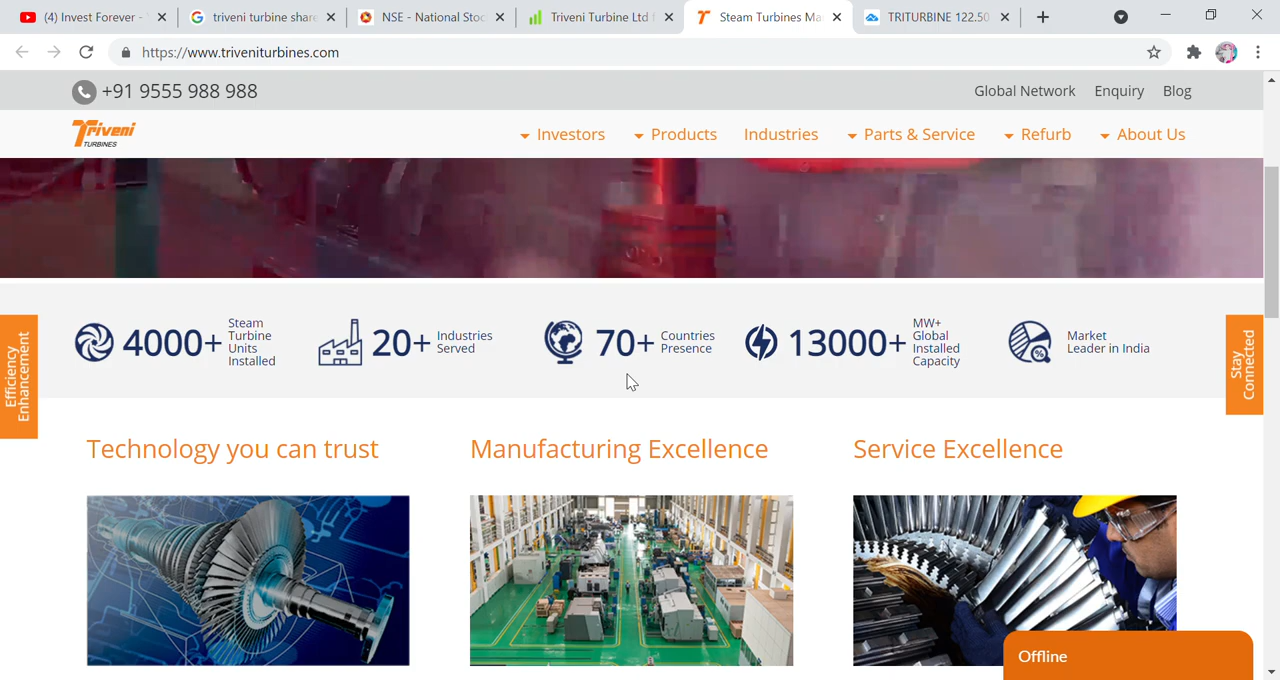 (4) Invest Forever -
triveni turbine share
NSE - National Stoc
Triveni Turbine Ltd
Steam Turbines Ma
TRITURBINE 122.50
https://www.triveniturbines.com
+91 9555 988 988
Global Network
Enquiry
Blog
Triveni
TURBINES
Investors
Products
Industries
Parts & Service
Refurb
About Us
Efficiency
Enhancement
4000+
Steam
Turbine
Units
Installed
20+
Industries
Served
70+
Countries
Presence
13000+
MW+
Global
Installed
Capacity
%
Market
Leader in India
Stay
Connected
Technology you can trust
Manufacturing Excellence
Service Excellence
Offline